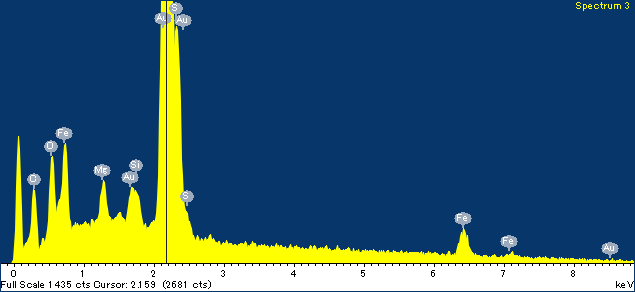 Spectrum 3
S
Au Au
Fe
O
Si
Mg
Au
C
S
Fe
Fe
Au
0 1 2 3 4 5 6 7 8
Full Scale 1435 cts Cursor: 2.159 (2681 cts) keV